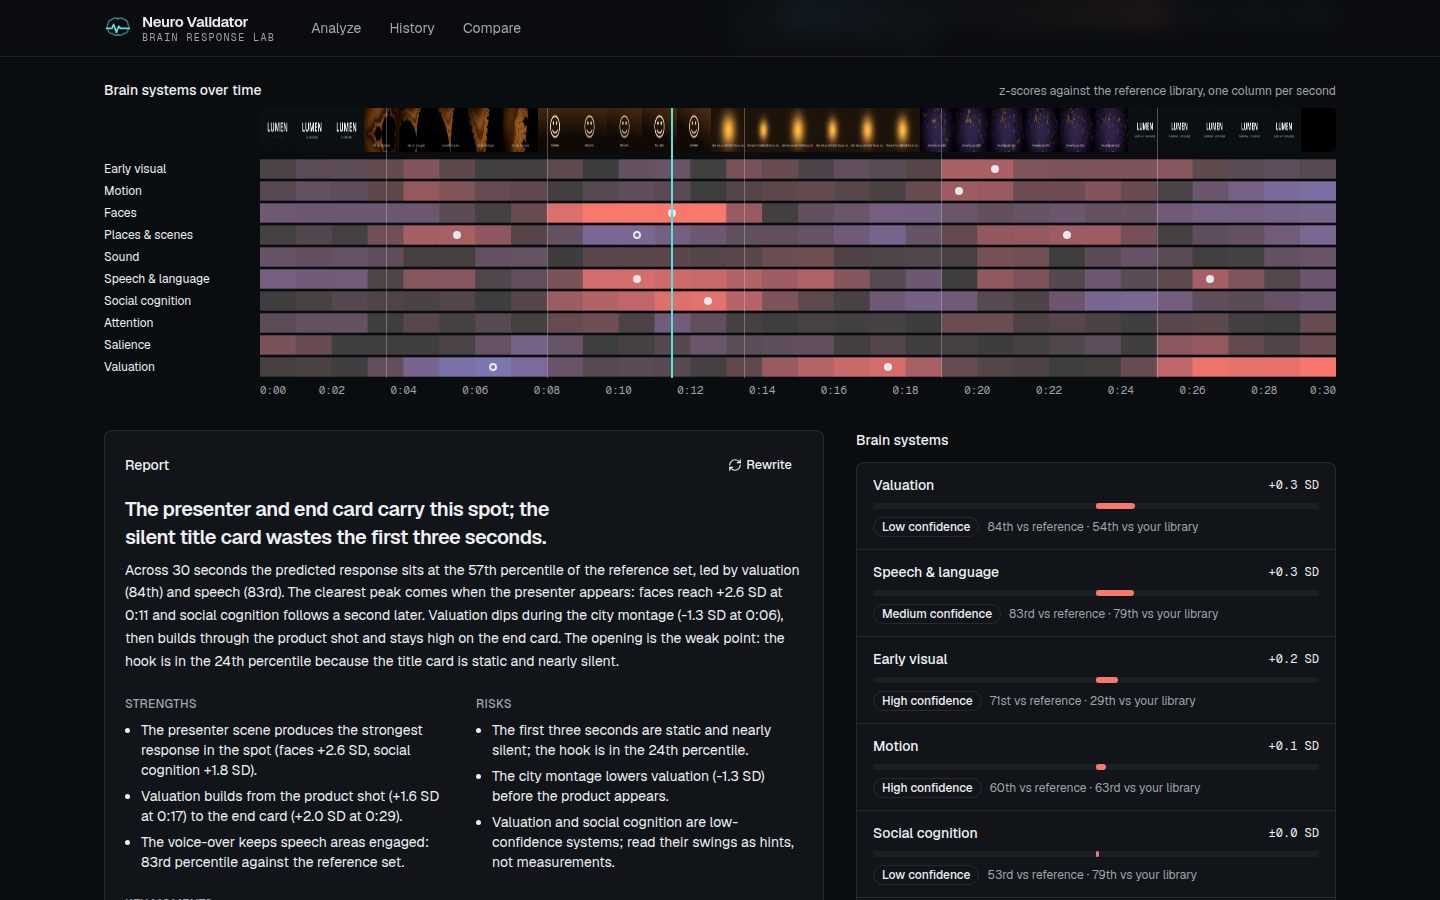 Neuro Validator
BRAIN RESPONSE LAB
Analyze
History
Compare
Brain systems over time
z-scores against the reference library, one column per second
LUMEN LUMEN LUMEN
LUMEN LUMEN LUMEN LUMEN LUMEN
Early visual
Motion
Faces
Places & scenes
Sound
Speech & language
Social cognition
Attention
Salience
Valuation
0:00 0:02 0:04 0:06 0:08 0:10 0:12 0:14 0:16 0:18 0:20 0:22 0:24 0:26 0:28 0:30
Report
Rewrite
The presenter and end card carry this spot; the
silent title card wastes the first three seconds.
Across 30 seconds the predicted response sits at the 57th percentile of the reference set, led by valuation
(84th) and speech (83rd). The clearest peak comes when the presenter appears: faces reach +2.6 SD at
0:11 and social cognition follows a second later. Valuation dips during the city montage (-1.3 SD at 0:06),
then builds through the product shot and stays high on the end card. The opening is the weak point: the
hook is in the 24th percentile because the title card is static and nearly silent.
STRENGTHS
• The presenter scene produces the strongest
response in the spot (faces +2.6 SD, social
cognition +1.8 SD).
• Valuation builds from the product shot (+1.6 SD
at 0:17) to the end card (+2.0 SD at 0:29).
• The voice-over keeps speech areas engaged:
83rd percentile against the reference set.
RISKS
• The first three seconds are static and nearly
silent; the hook is in the 24th percentile.
• The city montage lowers valuation (-1.3 SD)
before the product appears.
• Valuation and social cognition are low-
confidence systems; read their swings as hints,
not measurements.
Brain systems
Valuation +0.3 SD
Low confidence 84th vs reference · 54th vs your library
Speech & language +0.3 SD
Medium confidence 83rd vs reference · 79th vs your library
Early visual +0.2 SD
High confidence 71st vs reference · 29th vs your library
Motion +0.1 SD
High confidence 60th vs reference · 63rd vs your library
Social cognition ±0.0 SD
Low confidence 53rd vs reference · 79th vs your library